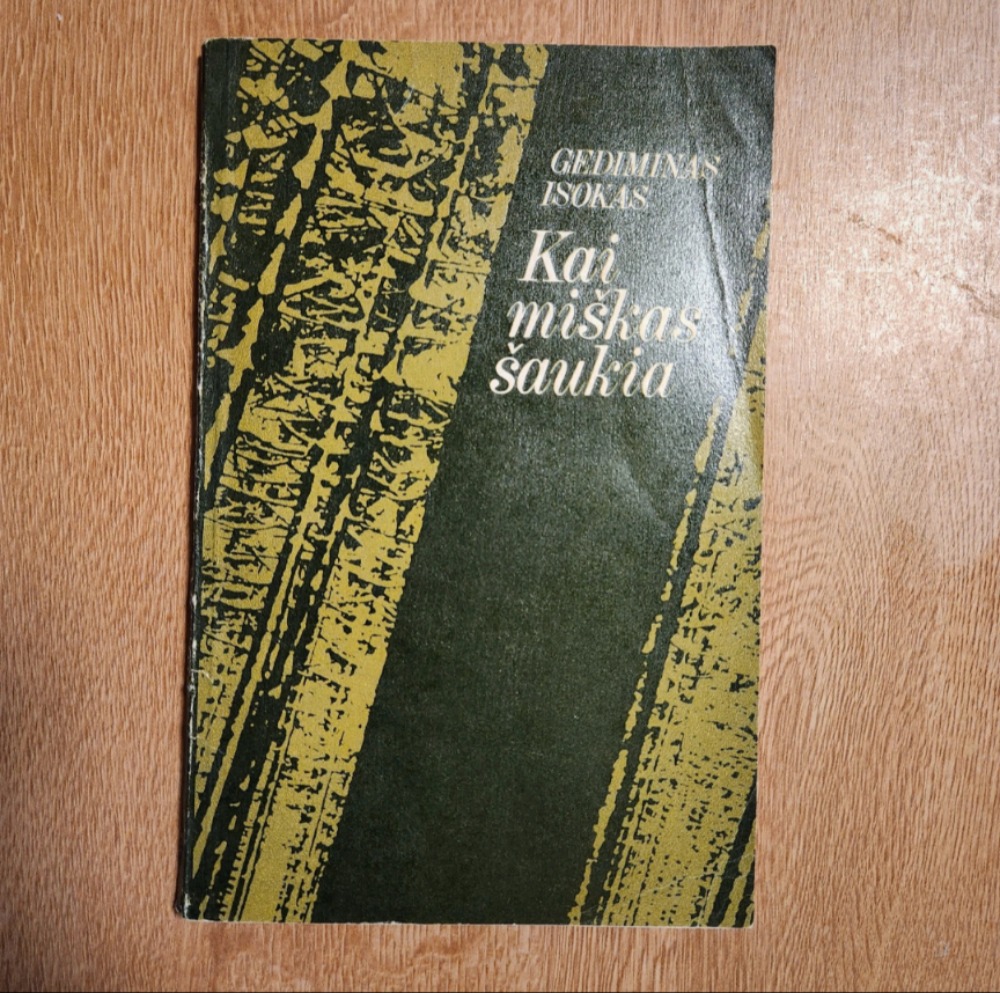 GEDIMINAS
ISOKAS
Kai
miškas
šaukia